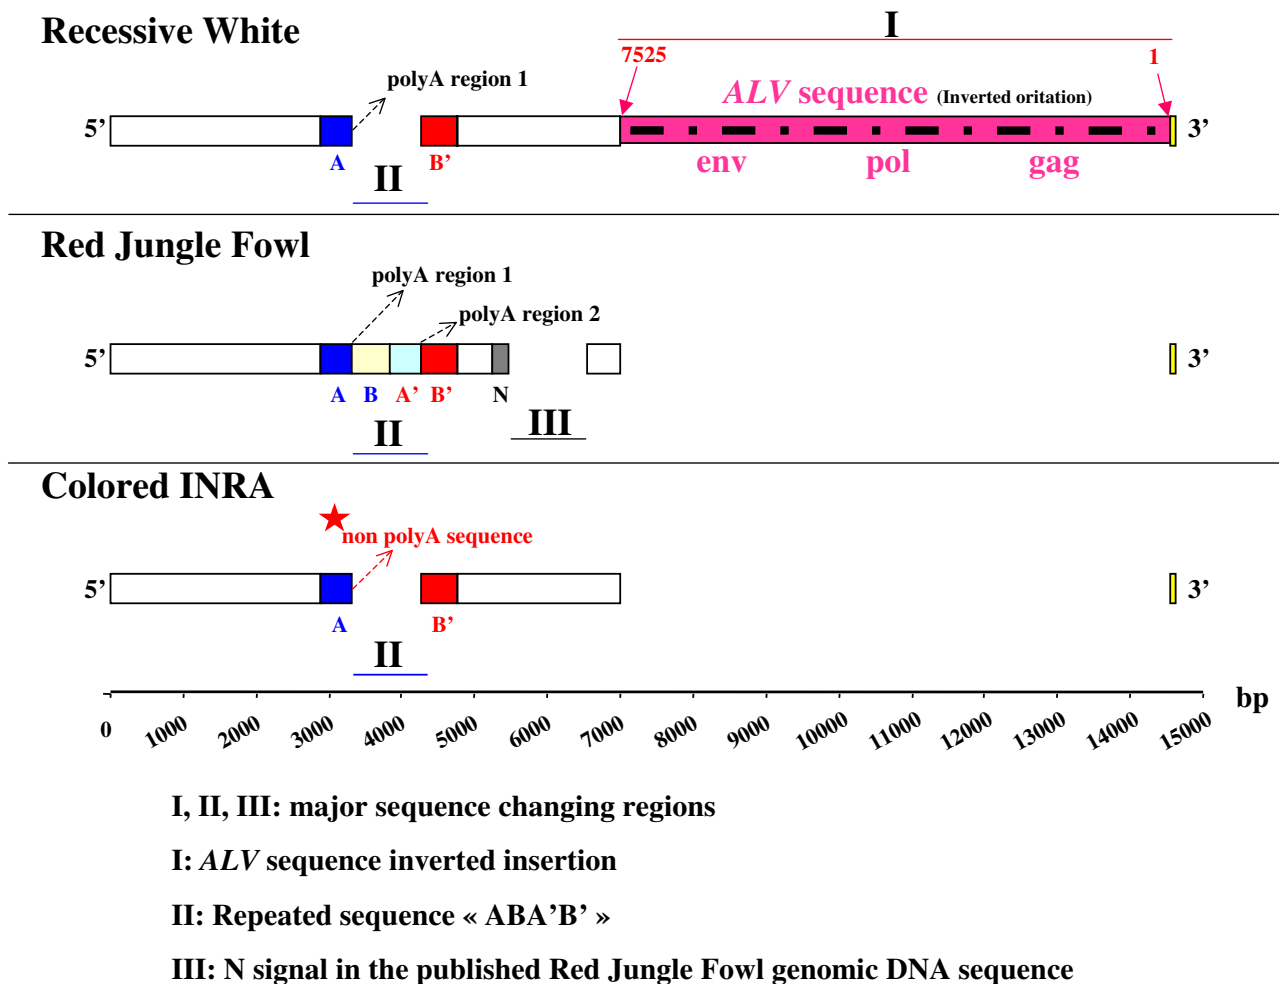 Recessive White
I
7525
1
polyA region 1
ALV sequence (Inverted oritation)
5’
3’
A
B’
env
pol
gag
II
Red Jungle Fowl
polyA region 1
polyA region 2
5’
3’
A
B
A’
B’
N
II
III
Colored INRA
non polyA sequence
5’
3’
A
B’
II
bp
0 1000 2000 3000 4000 5000 6000 7000 8000 9000 10000 11000 12000 13000 14000 15000
I, II, III: major sequence changing regions
I: ALV sequence inverted insertion
II: Repeated sequence « ABA’B’ »
III: N signal in the published Red Jungle Fowl genomic DNA sequence